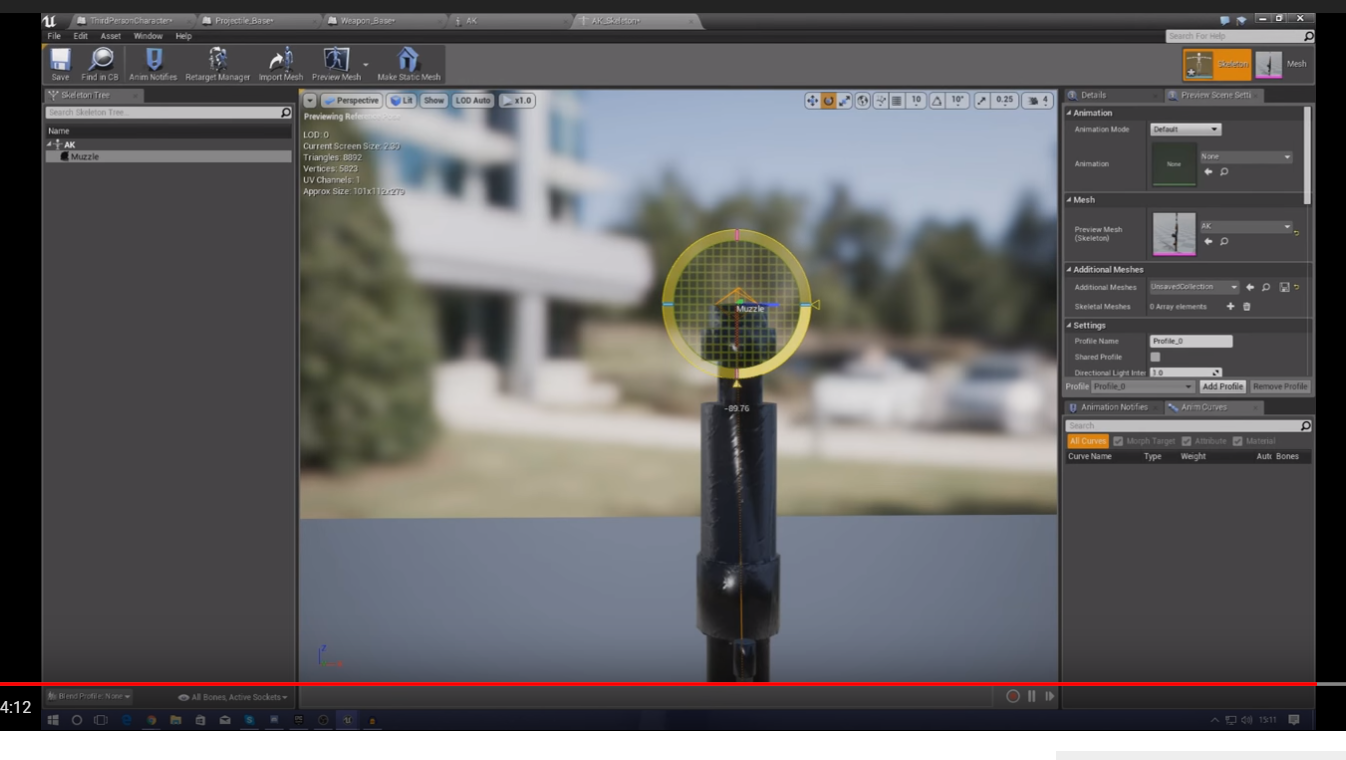 ThirdPersonCharacter* Projectile_Base* Weapon_Base* AK AK_Skeleton*
File Edit Asset Window Help
Search For Help
Save Find in CB Anim Notifies Retarget Manager Import Mesh Preview Mesh Make Static Mesh
Skeleton Mesh
Skeleton Tree
Search Skeleton Tree...
Name
AK
Muzzle
Perspective Lit Show LOD Auto x1.0
10 10° 0.25 4
Previewing Reference
LOD: 0
Current Screen Size: 2.33
Triangles: 8892
Vertices: 5823
UV Channels: 1
Approx Size: 101x112x279
Muzzle
-89.76
Z
Details Preview Scene Setti
Animation
Animation Mode Default
Animation None None
Mesh
Preview Mesh
(Skeleton)
AK
Additional Meshes
Additional Meshes UnsavedCollection
Skeletal Meshes 0 Array elements
Settings
Profile Name Profile_0
Shared Profile
Directional Light Inter 1.0
Profile Profile_0 Add Profile Remove Profile
Animation Notifies Anim Curves
Search
All Curves Morph Target Attribute Material
Curve Name Type Weight Auto Bones
Blend Profile: None All Bones, Active Sockets
4:12
15:11